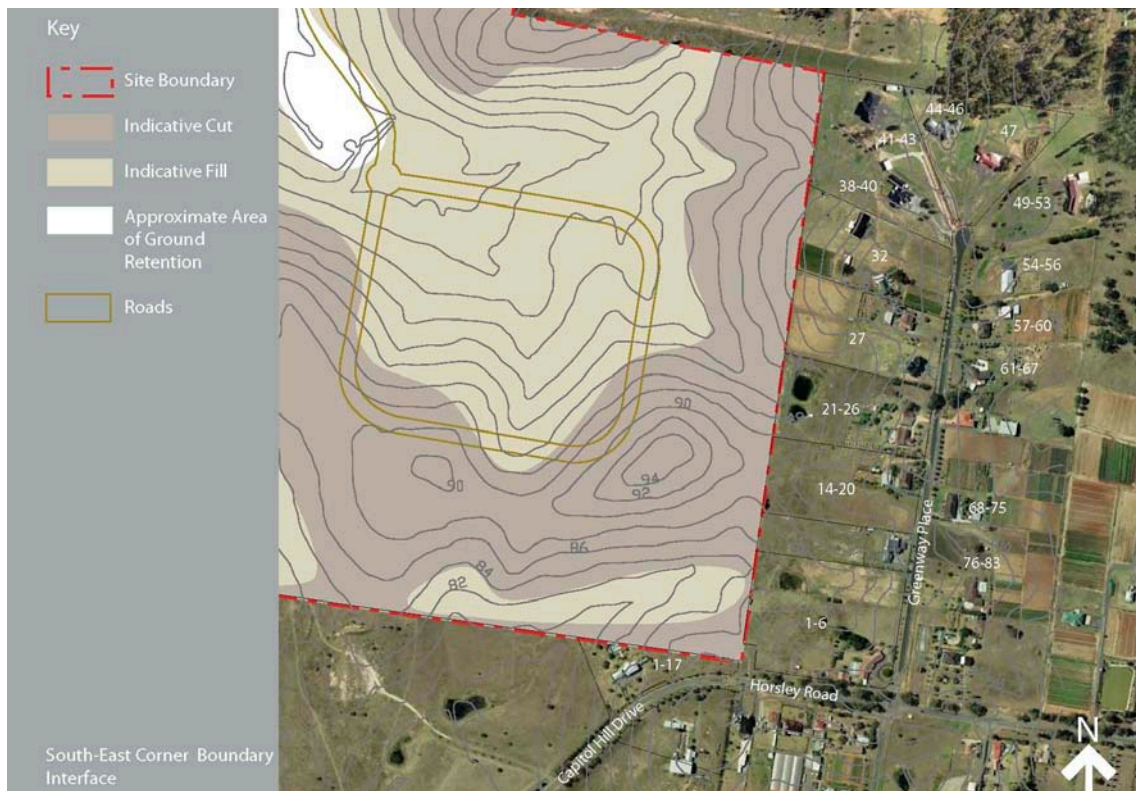 Key
Site Boundary
Indicative Cut
Indicative Fill
Approximate Area
of Ground
Retention
Roads
South-East Corner Boundary
Interface
44-46
47
41-43
38-40
49-53
32
54-56
57-60
27
61-67
90
21-26
94
92
90
14-20
68-75
86
84
82
76-83
Greenway Place
1-6
1-17
Horsley Road
Capitol Hill Drive
N